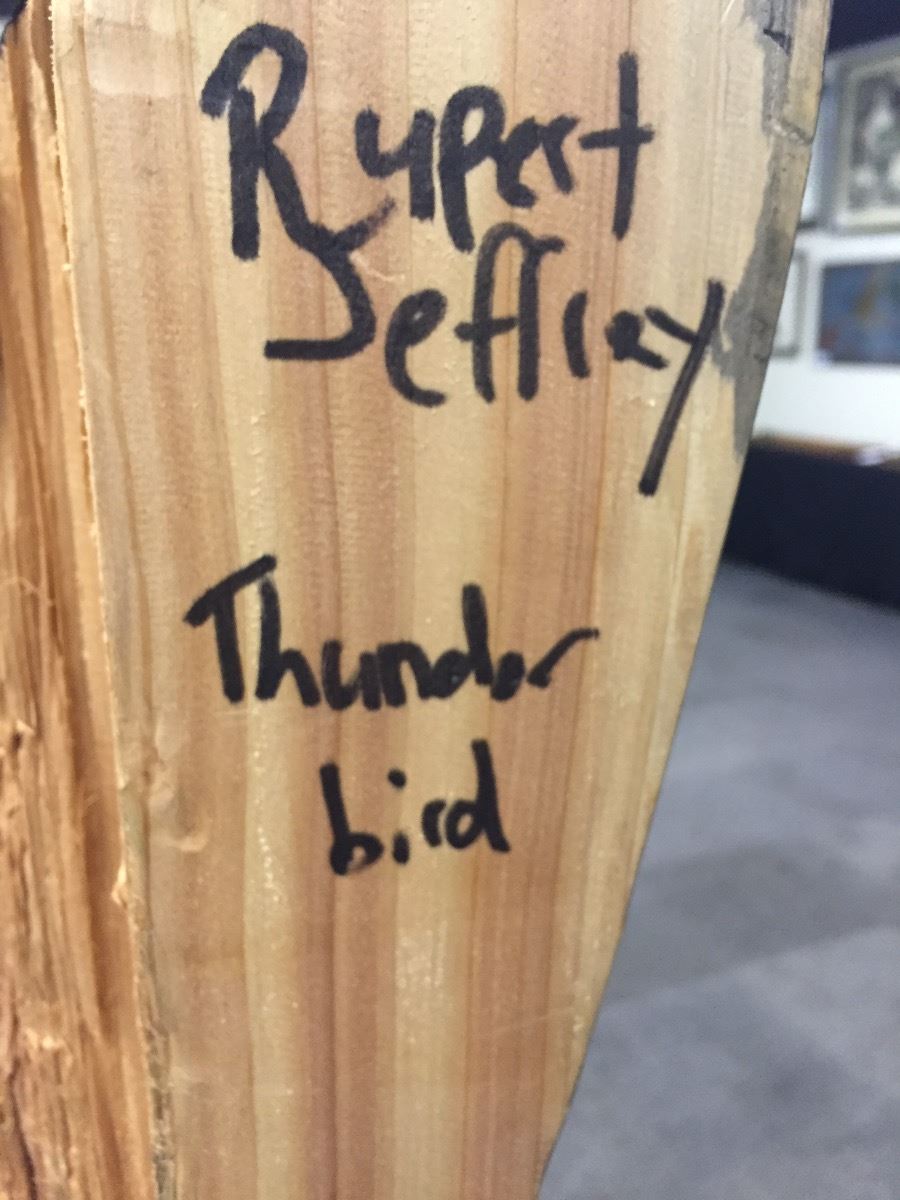 Rupert
Jeffrey
Thunder
bird